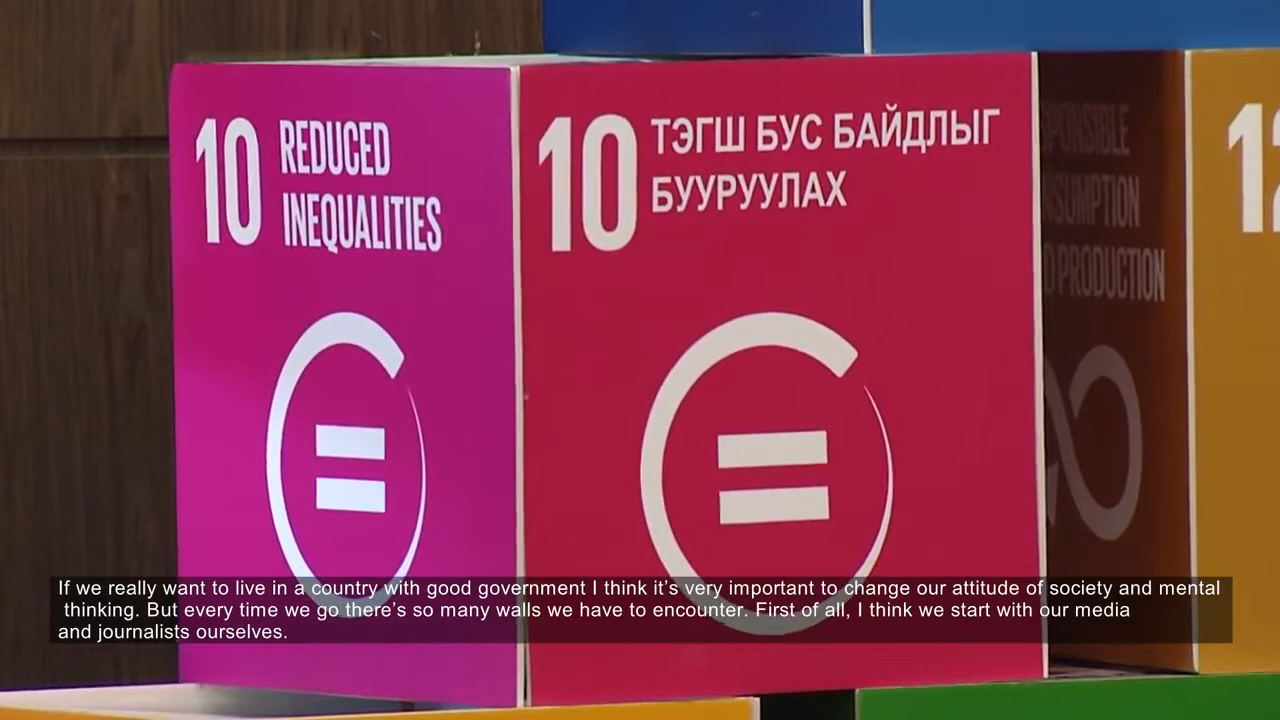 10 REDUCED
INEQUALITIES
10 ТЭГШ БУС БАЙДЛЫГ
БУУРУУЛАХ
CONSUMPTION
PRODUCTION
If we really want to live in a country with good government I think it’s very important to change our attitude of society and mental
thinking. But every time we go there’s so many walls we have to encounter. First of all, I think we start with our media
and journalists ourselves.